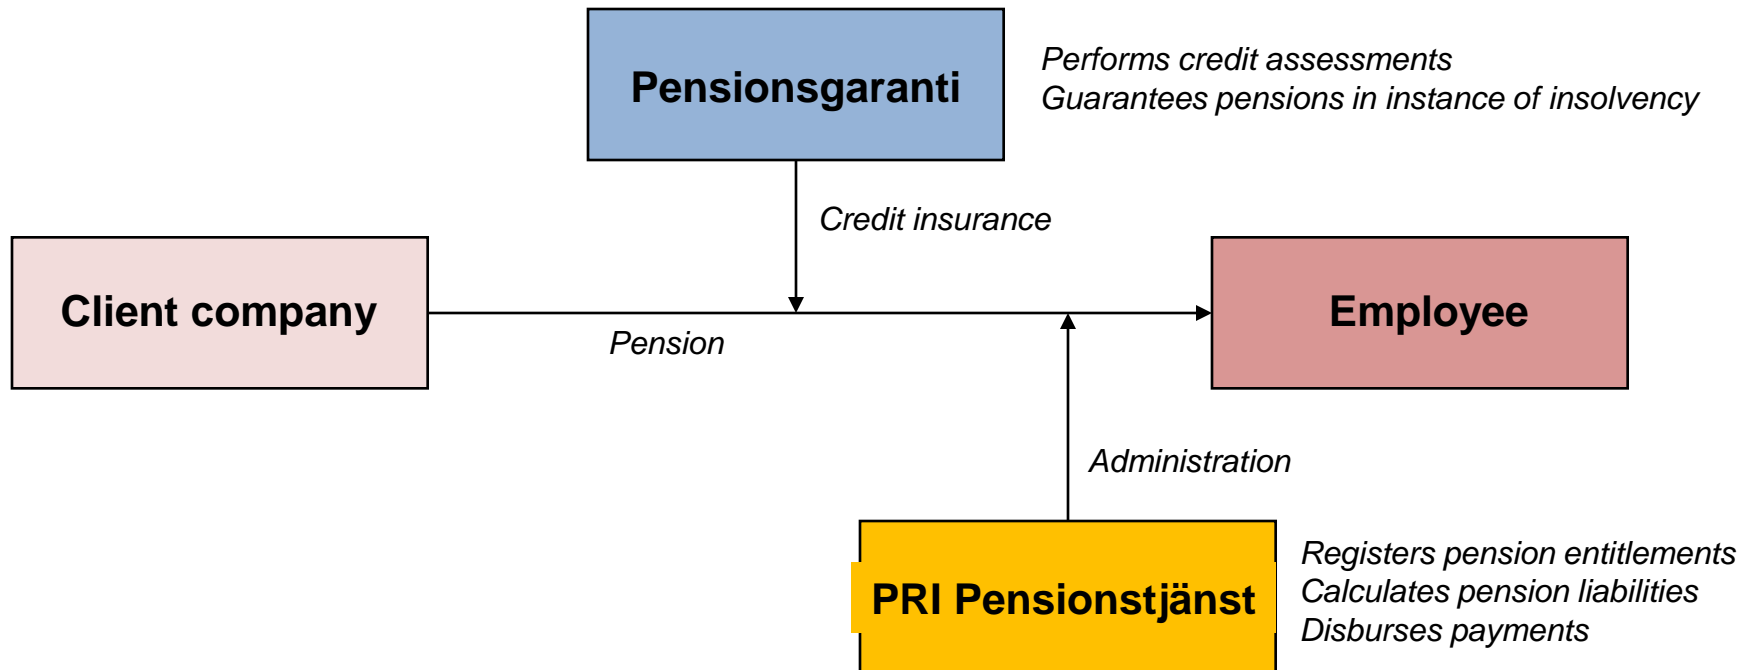 Pensionsgaranti
Performs credit assessments
Guarantees pensions in instance of insolvency
Credit insurance
Client company
Pension
Employee
Administration
PRI Pensionstjänst
Registers pension entitlements
Calculates pension liabilities
Disburses payments